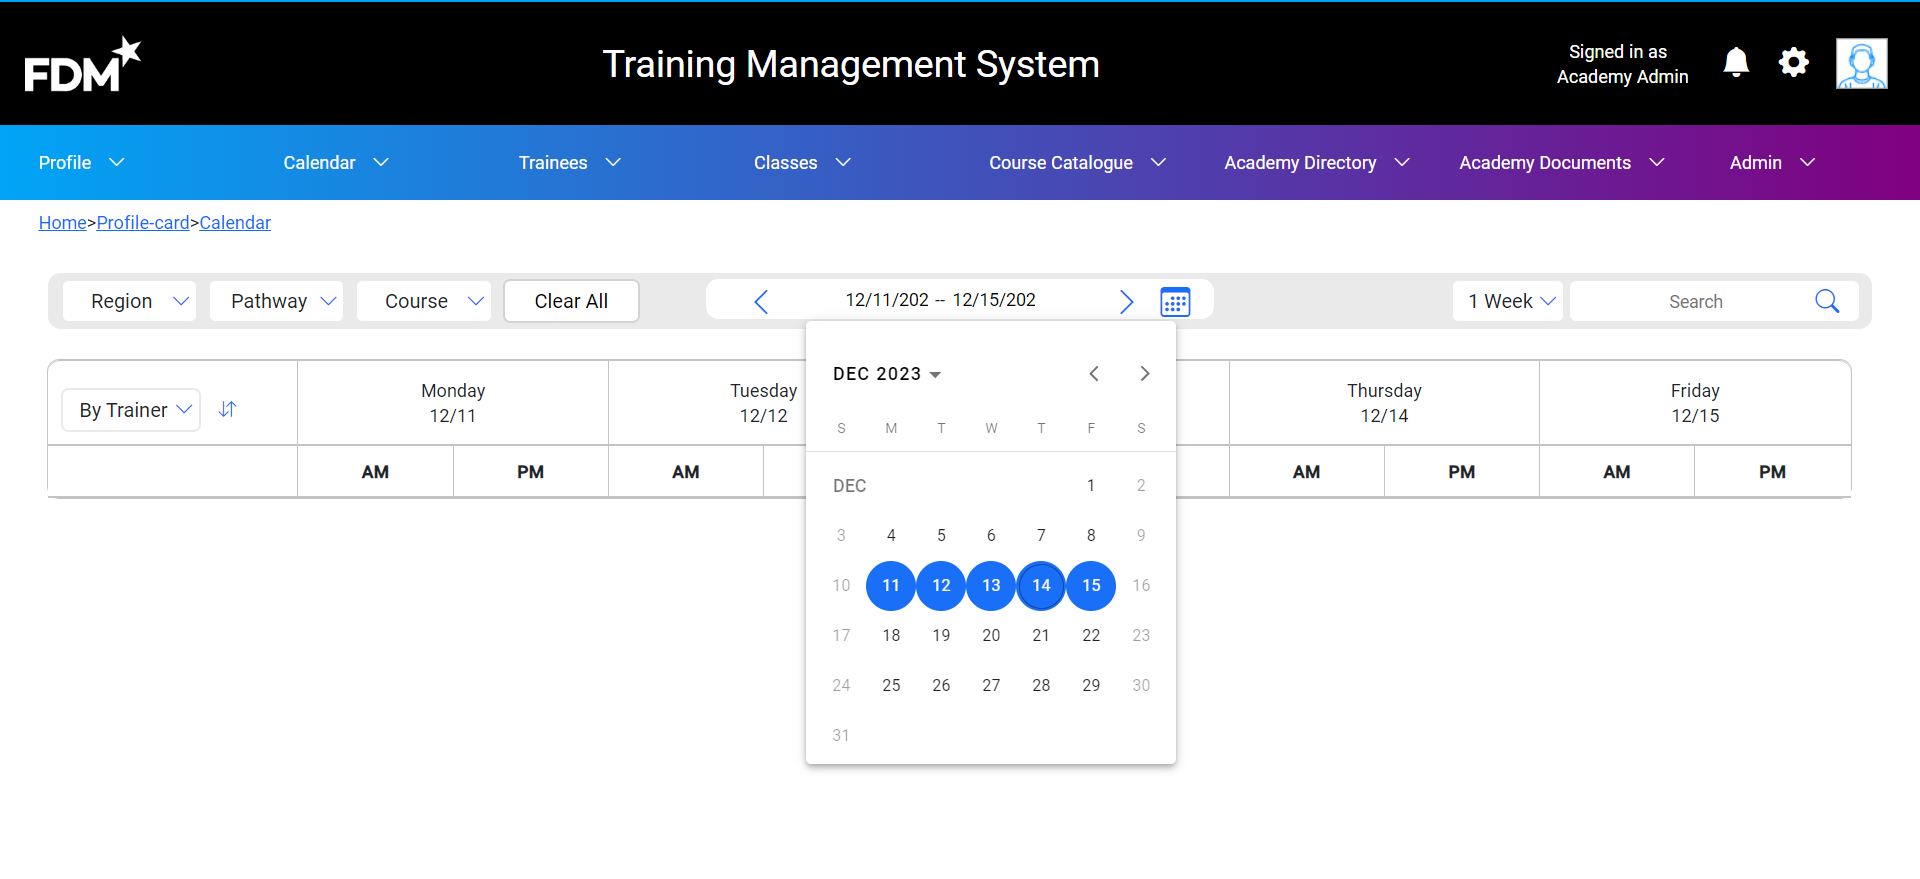 FDM
Training Management System
Signed in as
Academy Admin
Profile
Calendar
Trainees
Classes
Course Catalogue
Academy Directory
Academy Documents
Admin
Home>Profile-card>Calendar
Region
Pathway
Course
Clear All
12/11/202 -- 12/15/202
1 Week
Search
By Trainer
Monday
12/11
Tuesday
12/12
Thursday
12/14
Friday
12/15
AM PM AM AM PM AM PM
DEC 2023
S M T W T F S
DEC 1 2
3 4 5 6 7 8 9
10 11 12 13 14 15 16
17 18 19 20 21 22 23
24 25 26 27 28 29 30
31